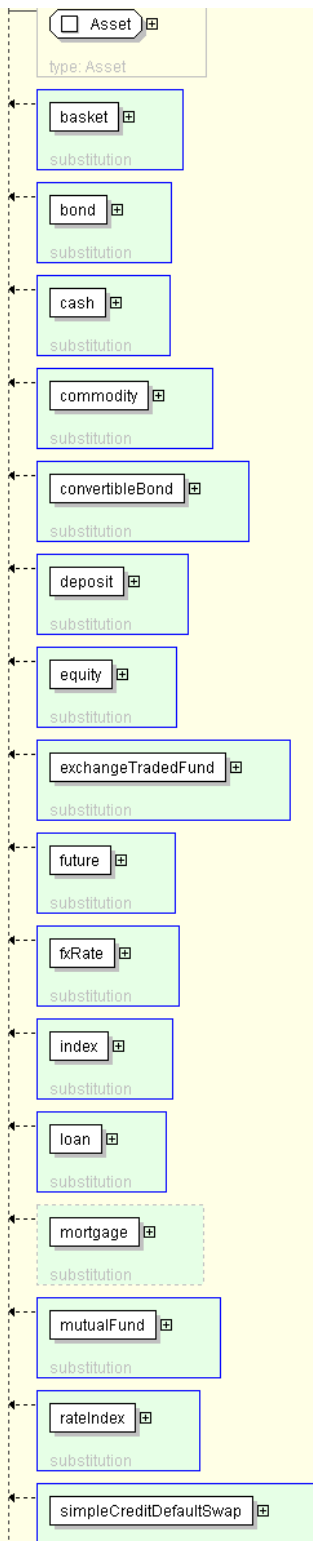 Asset
type: Asset
basket
substitution
bond
substitution
cash
substitution
commodity
substitution
convertibleBond
substitution
deposit
substitution
equity
substitution
exchangeTradedFund
substitution
future
substitution
fxRate
substitution
index
substitution
loan
substitution
mortgage
substitution
mutualFund
substitution
rateIndex
substitution
simpleCreditDefaultSwap